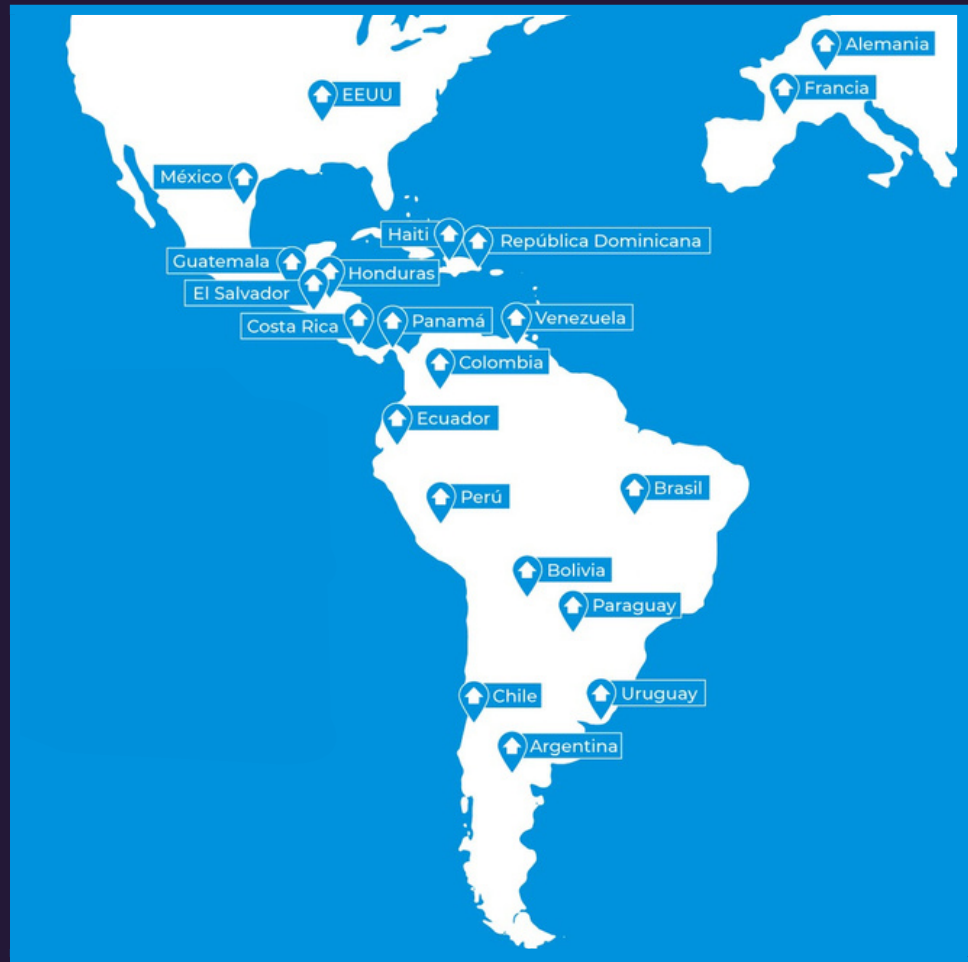 Alemania
EEUU
Francia
México
Haiti
República Dominicana
Guatemala
Honduras
El Salvador
Costa Rica
Panamá
Venezuela
Colombia
Ecuador
Perú
Brasil
Bolivia
Paraguay
Chile
Uruguay
Argentina